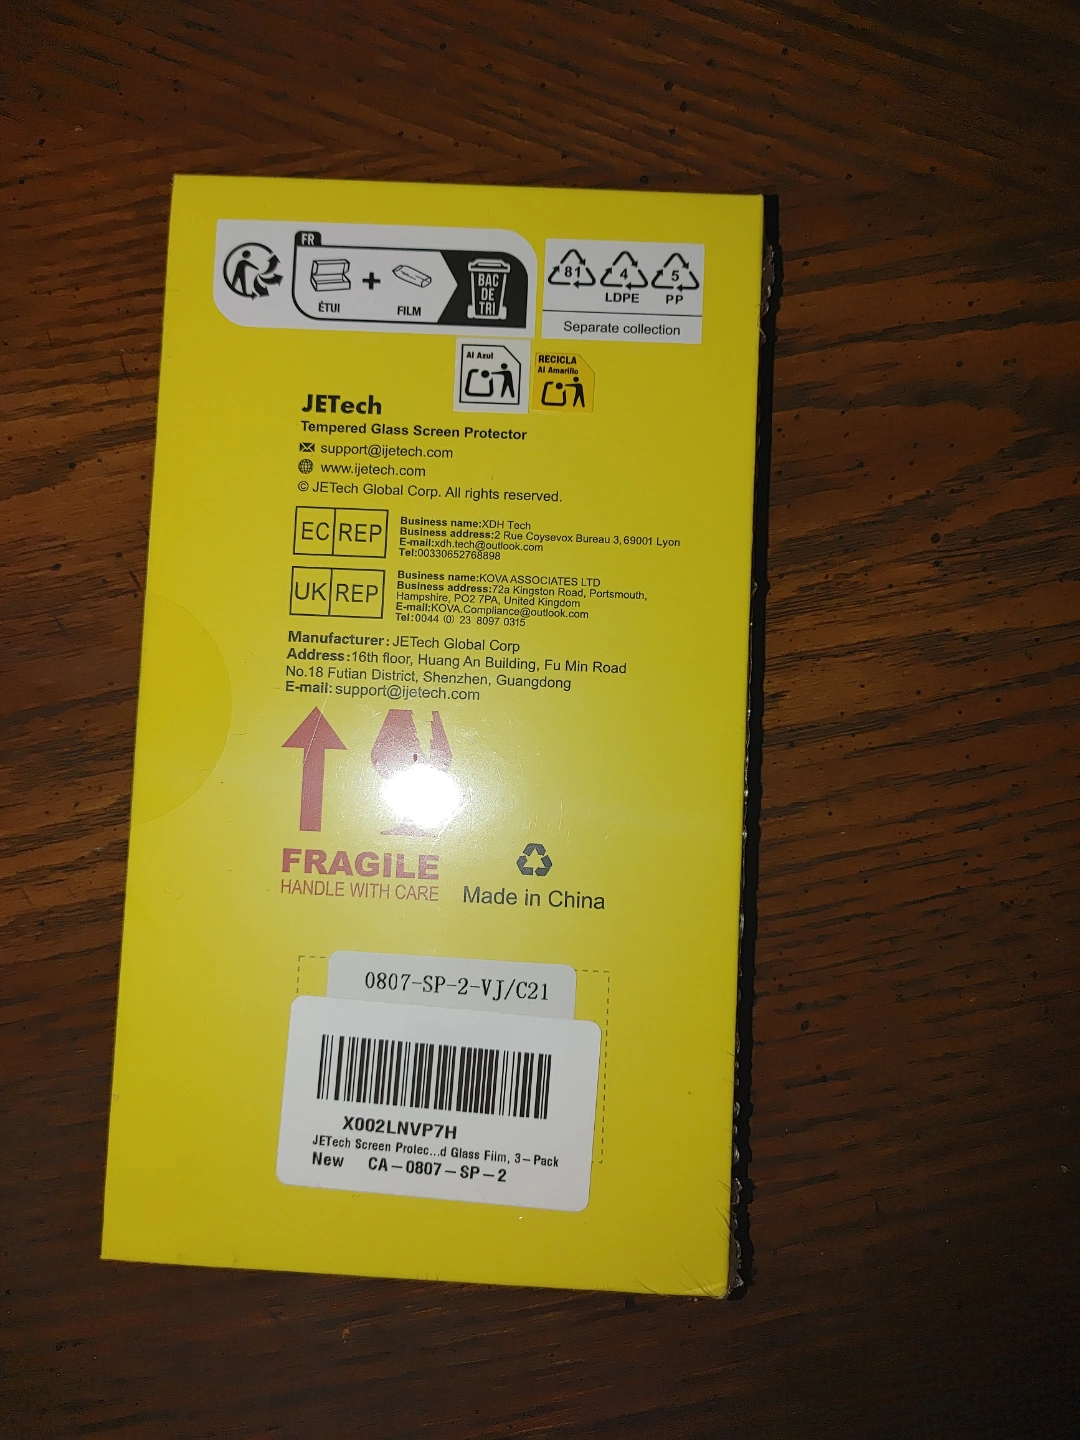 FR
ÉTUI
+
FILM
BAC
DE
TRI
81
4
5
LDPE
PP
Separate collection
Al Azul
RECICLA
Al Amarillo
JETech
Tempered Glass Screen Protector
support@ijetech.com
www.ijetech.com
© JETech Global Corp. All rights reserved.
EC REP
Business name:XDH Tech
Business address:2 Rue Coysevox Bureau 3,69001 Lyon
E-mail:xdh.tech@outlook.com
Tel:00330652768898
UK REP
Business name:KOVA ASSOCIATES LTD
Business address:72a Kingston Road, Portsmouth,
Hampshire, PO2 7PA, United Kingdom
E-mail:KOVA.Compliance@outlook.com
Tel:0044 (0) 23 8097 0315
Manufacturer: JETech Global Corp
Address:16th floor, Huang An Building, Fu Min Road
No.18 Futian District, Shenzhen, Guangdong
E-mail: support@ijetech.com
FRAGILE
HANDLE WITH CARE
Made in China
0807-SP-2-VJ/C21
X002LNVP7H
JETech Screen Protec...d Glass Film, 3-Pack
New CA-0807-SP-2